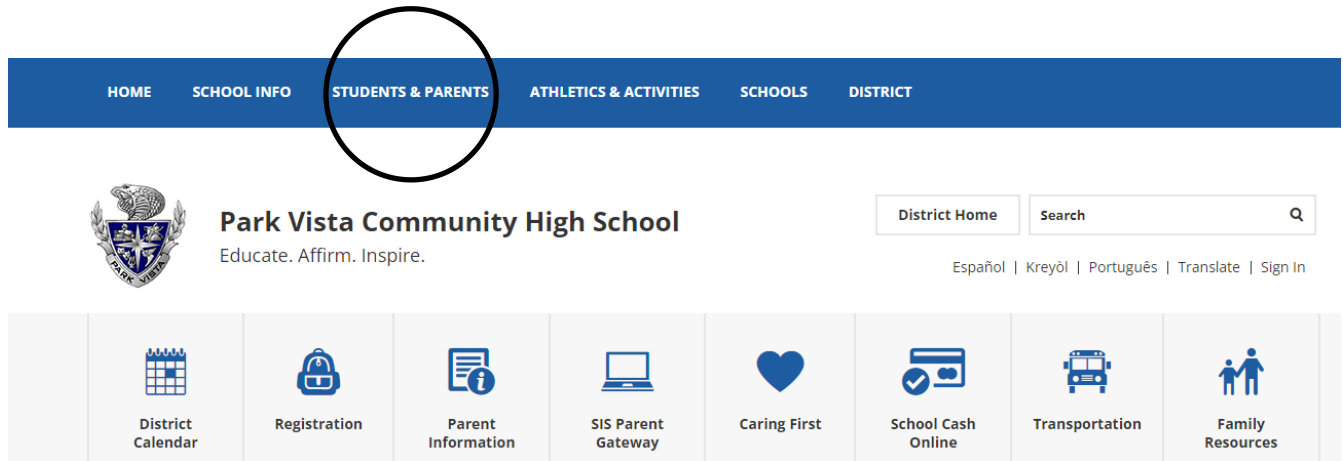 HOME SCHOOL INFO STUDENTS & PARENTS ATHLETICS & ACTIVITIES SCHOOLS DISTRICT
PARK VISTA
Park Vista Community High School
Educate. Affirm. Inspire.
District Home Search
Español | Kreyòl | Português | Translate | Sign In
District Calendar
Registration
Parent Information
SIS Parent Gateway
Caring First
School Cash Online
Transportation
Family Resources